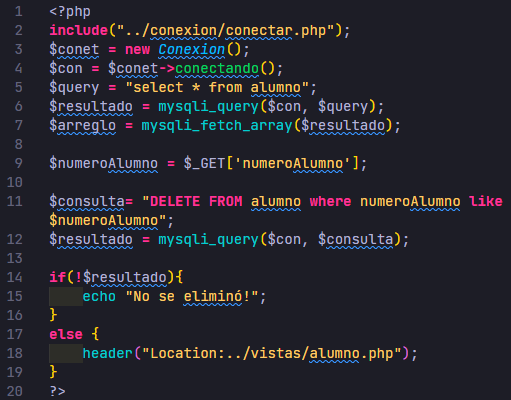 1 <?php
2 include("../conexion/conectar.php");
3 $conet = new Conexion();
4 $con = $conet->conectando();
5 $query = "select * from alumno";
6 $resultado = mysqli_query($con, $query);
7 $arreglo = mysqli_fetch_array($resultado);
8
9 $numeroAlumno = $_GET['numeroAlumno'];
10
11 $consulta= "DELETE FROM alumno where numeroAlumno like
$numeroAlumno";
12 $resultado = mysqli_query($con, $consulta);
13
14 if(!$resultado){
15 echo "No se eliminó!";
16 }
17 else {
18 header("Location:../vistas/alumno.php");
19 }
20 ?>